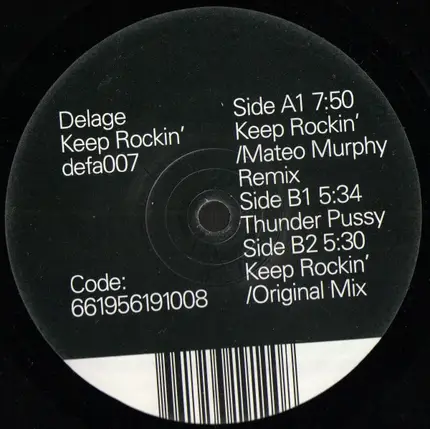 Delage
Keep Rockin'
defa007
Code:
661956191008
Side A1 7:50
Keep Rockin'
/Mateo Murphy
Remix
Side B1 5:34
Thunder Pussy
Side B2 5:30
Keep Rockin'
/Original Mix